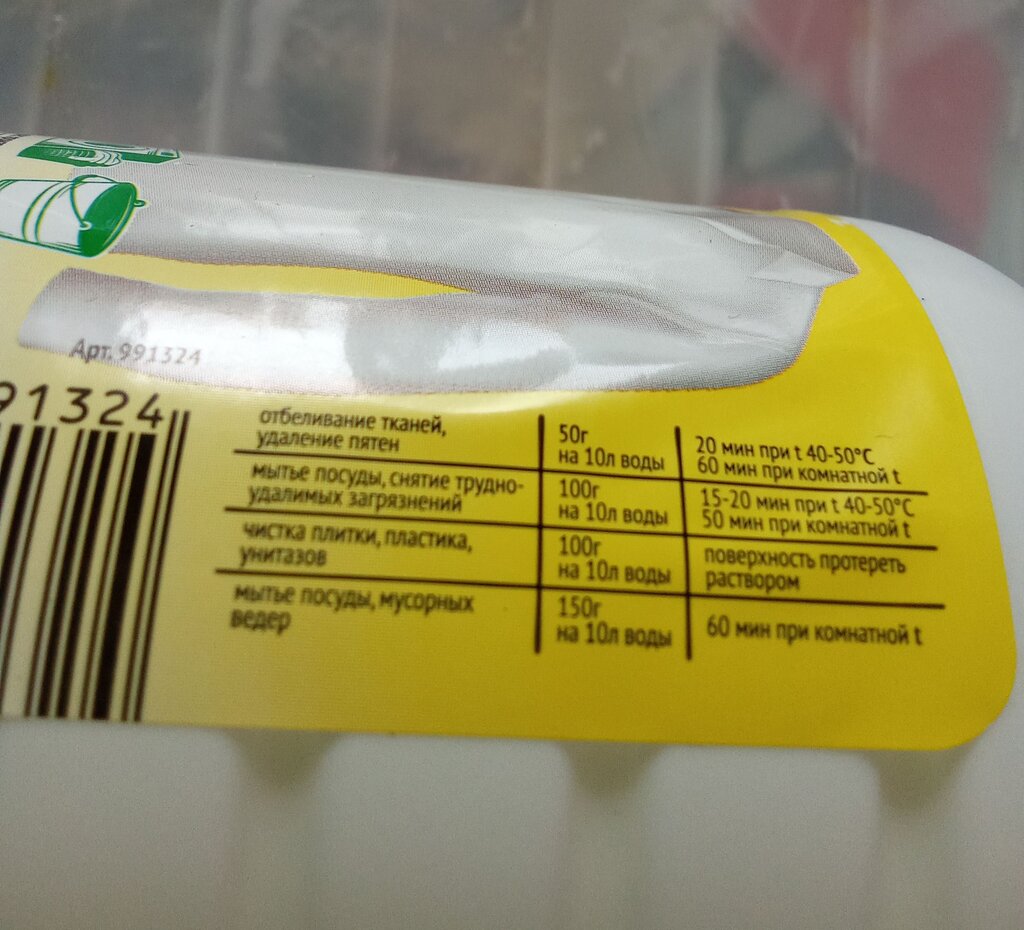 Арт. 991324
91324
отбеливание тканей,
удаление пятен
50г
на 10л воды
20 мин при t 40-50°C
60 мин при комнатной t
мытье посуды, снятие трудно-
удалимых загрязнений
100г
на 10л воды
15-20 мин при t 40-50°C
50 мин при комнатной t
чистка плитки, пластика,
унитазов
100г
на 10л воды
поверхность протереть
раствором
мытье посуды, мусорных
ведер
150г
на 10л воды
60 мин при комнатной t